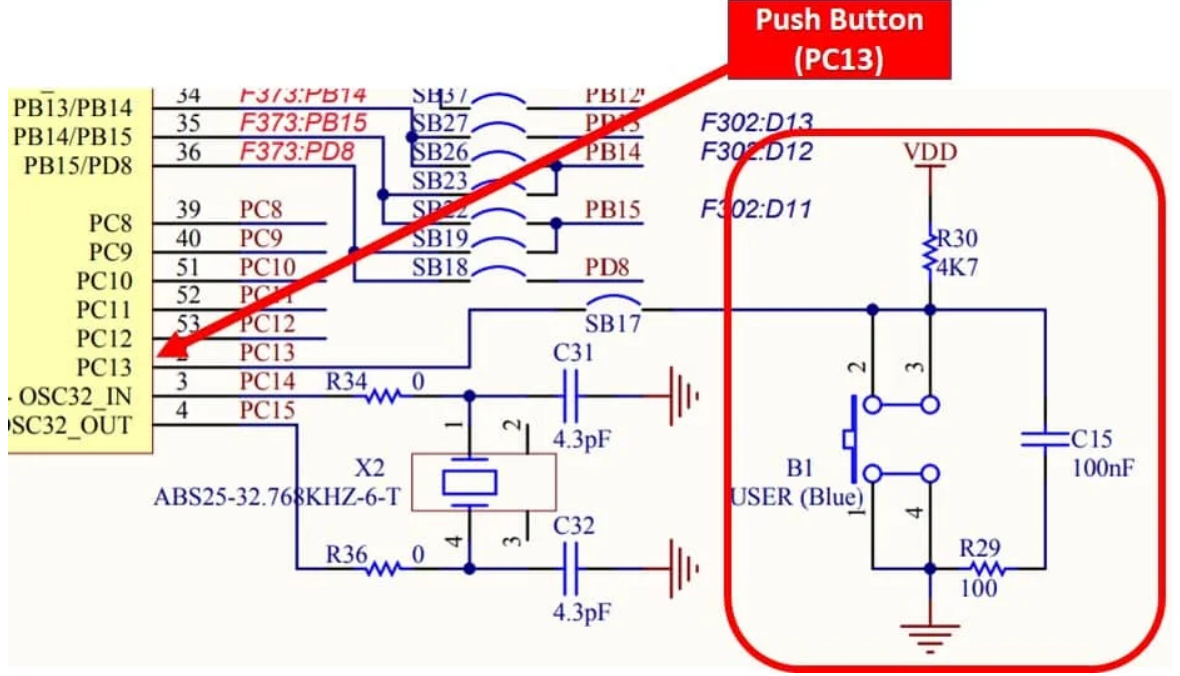 Push Button
(PC13)
PB13/PB14
34
F373:PB14
SB37
PB12
PB14/PB15
35
F373:PB15
SB27
PB13
F302:D13
PB15/PD8
36
F373:PD8
SB26
PB14
F302:D12
SB23
VDD
PC8
39
PC8
SB22
PB15
F302:D11
PC9
40
PC9
SB19
R30
4K7
PC10
51
PC10
SB18
PD8
PC11
52
PC11
SB17
PC12
53
PC12
PC13
2
PC13
C31
4.3pF
OSC32_IN
3
PC14
R34
0
SC32_OUT
4
PC15
1
2
X2
ABS25-32.768KHZ-6-T
4
3
R36
0
C32
4.3pF
2
3
B1
USER (Blue)
1
4
C15
100nF
R29
100